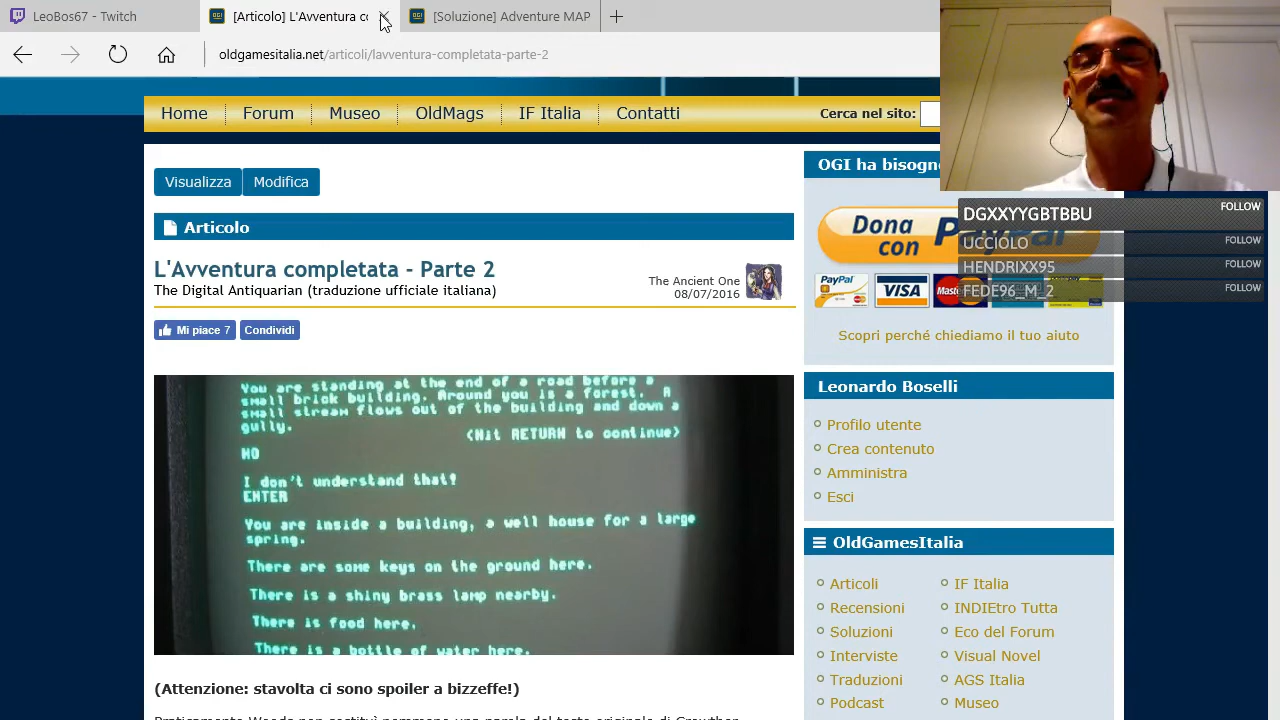 LeoBos67 - Twitch
[Articolo] L'Avventura co
[Soluzione] Adventure MAP
oldgamesitalia.net/articoli/lavventura-completata-parte-2
Home
Forum
Museo
OldMags
IF Italia
Contatti
Cerca nel sito:
Visualizza
Modifica
OGI ha bisogn
Dona
con
DGXXYYGBTBBU FOLLOW
UCCIOLO FOLLOW
HENDRIXX95 FOLLOW
FEDE96_M_2 FOLLOW
PayPal
VISA
Scopri perché chiediamo il tuo aiuto
Articolo
L'Avventura completata - Parte 2
The Digital Antiquarian (traduzione ufficiale italiana)
The Ancient One
08/07/2016
Mi piace 7
Condividi
You are standing at the end of a road before a
small brick building. Around you is a forest. A
small stream flows out of the building and down a
gully.
(Hit RETURN to continue)
NO
I don't understand that!
ENTER
You are inside a building, a well house for a large
spring.
There are some keys on the ground here.
There is a shiny brass lamp nearby.
There is food here.
There is a bottle of water here.
(Attenzione: stavolta ci sono spoiler a bizzeffe!)
Leonardo Boselli
Profilo utente
Crea contenuto
Amministra
Esci
OldGamesItalia
Articoli
IF Italia
Recensioni
INDIEtro Tutta
Soluzioni
Eco del Forum
Interviste
Visual Novel
Traduzioni
AGS Italia
Podcast
Museo